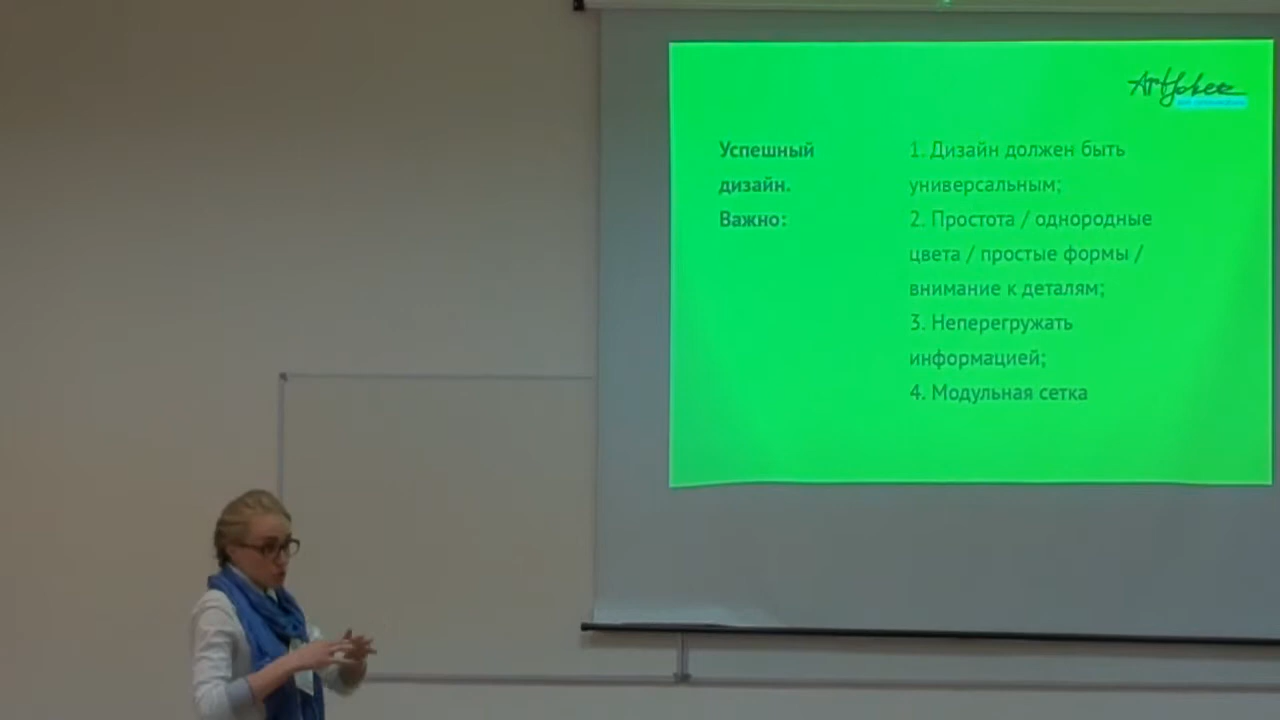 ArtJoker
Успешный
дизайн.
Важно:
1. Дизайн должен быть
универсальным;
2. Простота / однородные
цвета / простые формы /
внимание к деталям;
3. Неперегружать
информацией;
4. Модульная сетка